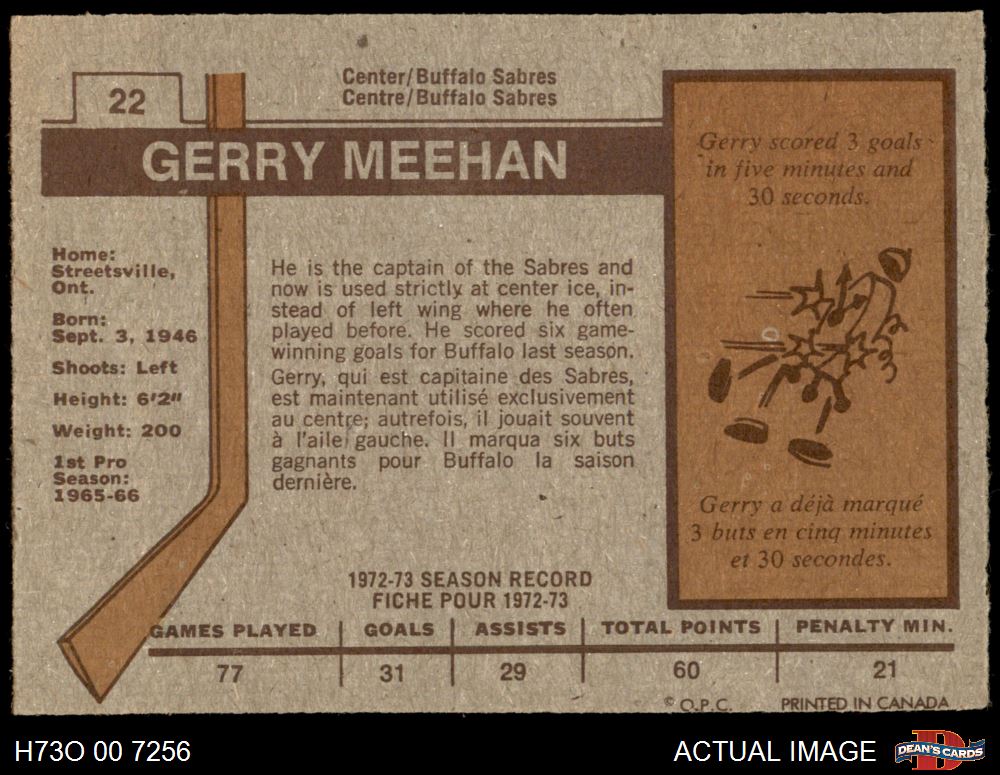 22
Center/Buffalo Sabres
Centre/Buffalo Sabres
GERRY MEEHAN
Home:
Streetsville,
Ont.
Born:
Sept. 3, 1946
Shoots: Left
Height: 6'2"
Weight: 200
1st Pro
Season:
1965-66
He is the captain of the Sabres and
now is used strictly at center ice, in-
stead of left wing where he often
played before. He scored six game-
winning goals for Buffalo last season.
Gerry, qui est capitaine des Sabres,
est maintenant utilisé exclusivement
au centre; autrefois, il jouait souvent
à l'aile gauche. Il marqua six buts
gagnants pour Buffalo la saison
dernière.
Gerry scored 3 goals
in five minutes and
30 seconds.
Gerry a déjà marqué
3 buts en cinq minutes
et 30 secondes.
1972-73 SEASON RECORD
FICHE POUR 1972-73
GAMES PLAYED GOALS ASSISTS TOTAL POINTS PENALTY MIN.
77 31 29 60 21
© O.P.C. PRINTED IN CANADA
H73O 00 7256
ACTUAL IMAGE
D
DEAN'S CARDS